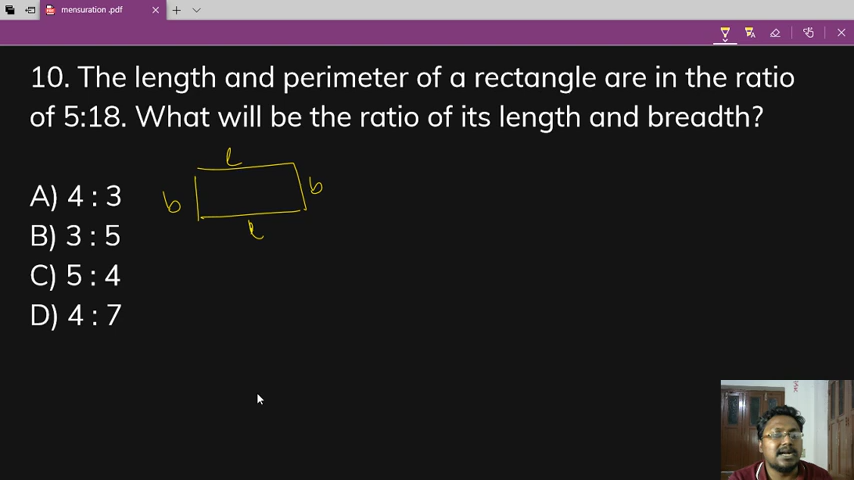 mensuration .pdf
10. The length and perimeter of a rectangle are in the ratio
of 5:18. What will be the ratio of its length and breadth?
l
b
b
l
A) 4 : 3
B) 3 : 5
C) 5 : 4
D) 4 : 7